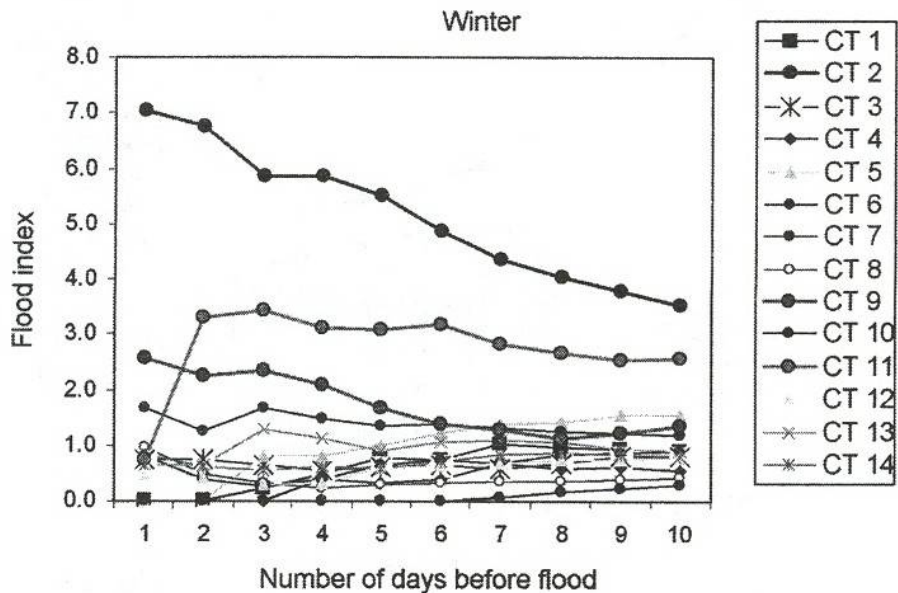 Winter
8.0
7.0
6.0
5.0
4.0
3.0
2.0
1.0
0.0
Flood index
1 2 3 4 5 6 7 8 9 10
Number of days before flood
CT 1
CT 2
CT 3
CT 4
CT 5
CT 6
CT 7
CT 8
CT 9
CT 10
CT 11
CT 12
CT 13
CT 14